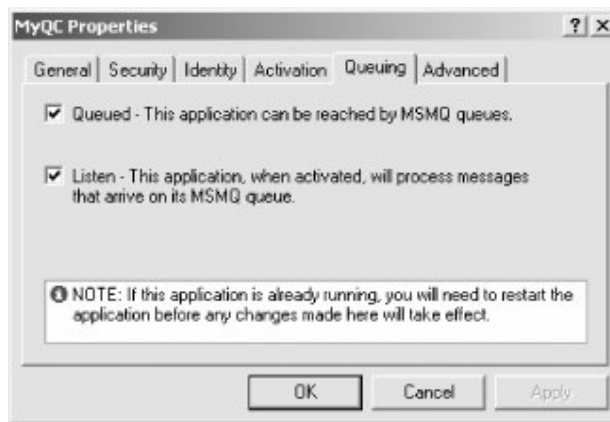 MyQC Properties
General Security Identity Activation Queuing Advanced
Queued - This application can be reached by MSMQ queues.
Listen - This application, when activated, will process messages
that arrive on its MSMQ queue.
NOTE: If this application is already running, you will need to restart the
application before any changes made here will take effect.
OK Cancel Apply